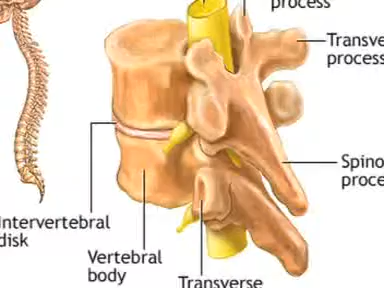 process
Transve
process
Spino
proce
Intervertebral
disk
Vertebral
body
Transverse